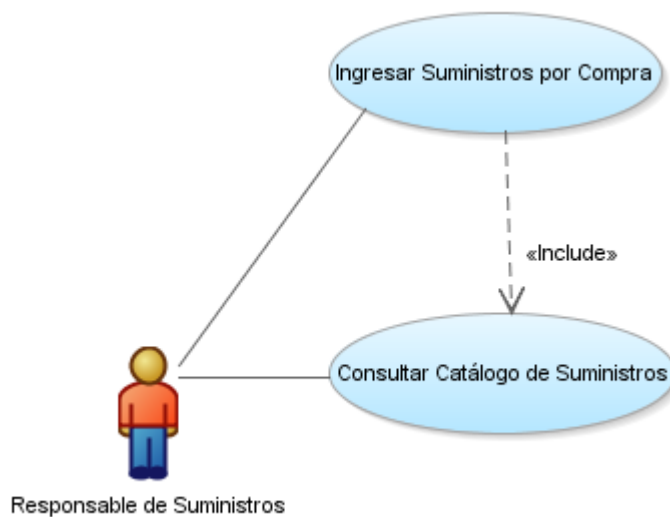 Ingresar Suministros por Compra
«Include»
Consultar Catálogo de Suministros
Responsable de Suministros